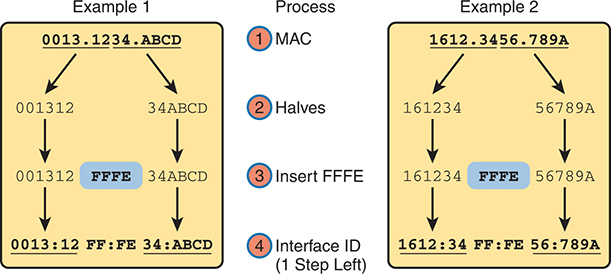 Example 1
Process
Example 2
0013.1234.ABCD
1 MAC
1612.3456.789A
001312 34ABCD
2 Halves
161234 56789A
001312 FFFE 34ABCD
3 Insert FFFE
161234 FFFE 56789A
0013:12 FF:FE 34:ABCD
4 Interface ID
(1 Step Left)
1612:34 FF:FE 56:789A